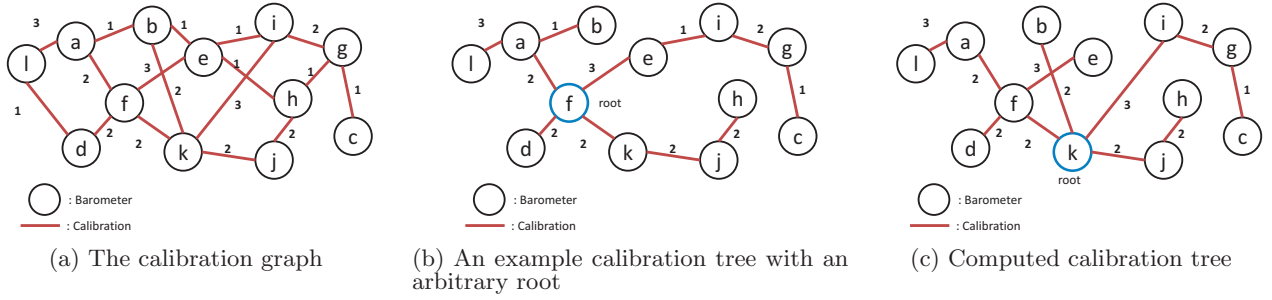 3 a 1 b 1 1 i 2 g
l 2 3 e 1 1
1 f 2 3 h 1
d 2 2 k 2 j 2 c
: Barometer
: Calibration
(a) The calibration graph
3 a 1 b 1 i 2 g
l 2 3 e
f root h 1
d 2 2 k 2 j 2 c
: Barometer
: Calibration
(b) An example calibration tree with an
arbitrary root
3 a b i 2 g
l 2 3 e
f 2 3 h 1
d 2 2 k 2 j 2 c
root
: Barometer
: Calibration
(c) Computed calibration tree